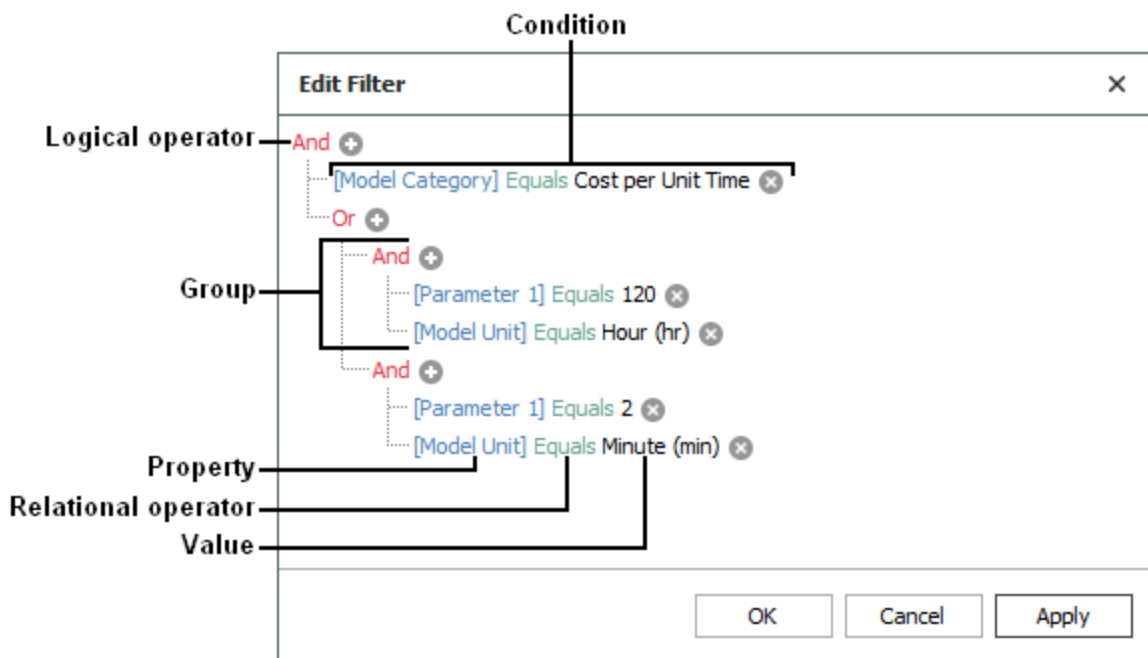 Condition
Edit Filter
Logical operator And
[Model Category] Equals Cost per Unit Time
Or
And
Group
[Parameter 1] Equals 120
[Model Unit] Equals Hour (hr)
And
[Parameter 1] Equals 2
[Model Unit] Equals Minute (min)
Property
Relational operator
Value
OK Cancel Apply